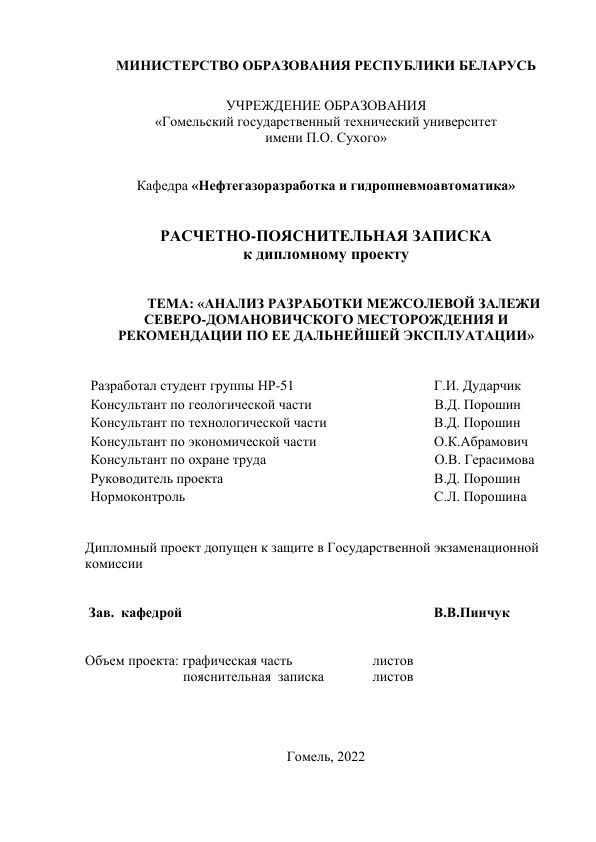 МИНИСТЕРСТВО ОБРАЗОВАНИЯ РЕСПУБЛИКИ БЕЛАРУСЬ
УЧРЕЖДЕНИЕ ОБРАЗОВАНИЯ
«Гомельский государственный технический университет
имени П.О. Сухого»
Кафедра «Нефтегазоразработка и гидропневмоавтоматика»
РАСЧЕТНО-ПОЯСНИТЕЛЬНАЯ ЗАПИСКА
к дипломному проекту
ТЕМА: «АНАЛИЗ РАЗРАБОТКИ МЕЖСОЛЕВОЙ ЗАЛЕЖИ
СЕВЕРО-ДОМАНОВИЧСКОГО МЕСТОРОЖДЕНИЯ И
РЕКОМЕНДАЦИИ ПО ЕЕ ДАЛЬНЕЙШЕЙ ЭКСПЛУАТАЦИИ»
Разработал студент группы НР-51 Г.И. Дударчик
Консультант по геологической части В.Д. Порошин
Консультант по технологической части В.Д. Порошин
Консультант по экономической части О.К.Абрамович
Консультант по охране труда О.В. Герасимова
Руководитель проекта В.Д. Порошин
Нормоконтроль С.Л. Порошина
Дипломный проект допущен к защите в Государственной экзаменационной
комиссии
Зав. кафедрой В.В.Пинчук
Объем проекта: графическая часть листов
пояснительная записка листов
Гомель, 2022